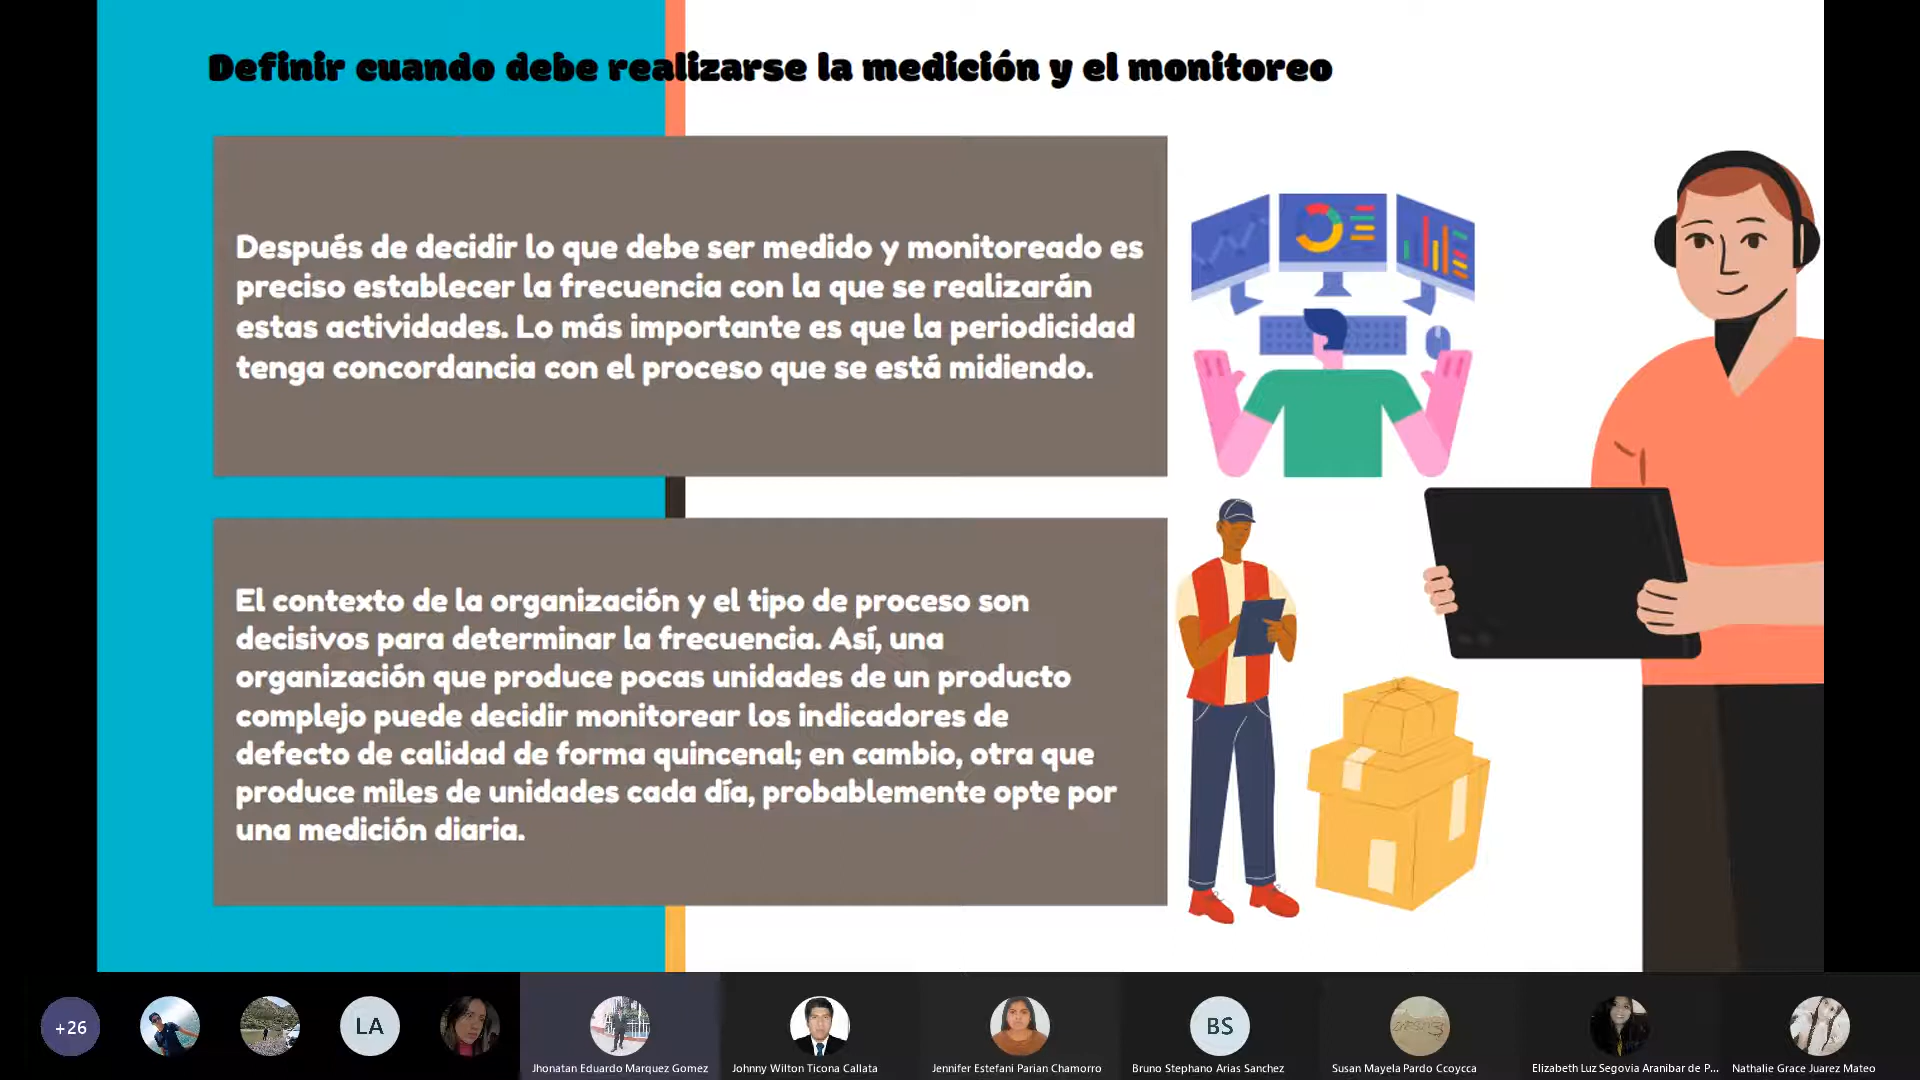 Definir cuando debe realizarse la medición y el monitoreo
Después de decidir lo que debe ser medido y monitoreado es
preciso establecer la frecuencia con la que se realizarán
estas actividades. Lo más importante es que la periodicidad
tenga concordancia con el proceso que se está midiendo.
El contexto de la organización y el tipo de proceso son
decisivos para determinar la frecuencia. Así, una
organización que produce pocas unidades de un producto
complejo puede decidir monitorear los indicadores de
defecto de calidad de forma quincenal; en cambio, otra que
produce miles de unidades cada día, probablemente opte por
una medición diaria.
+26
LA
BS
Jhonatan Eduardo Marquez Gomez
Johnny Wilton Ticona Callata
Jennifer Estefani Parian Chamorro
Bruno Stephano Arias Sanchez
Susan Mayela Pardo Ccoycca
Elizabeth Luz Segovia Aranibar de P...
Nathalie Grace Juarez Mateo